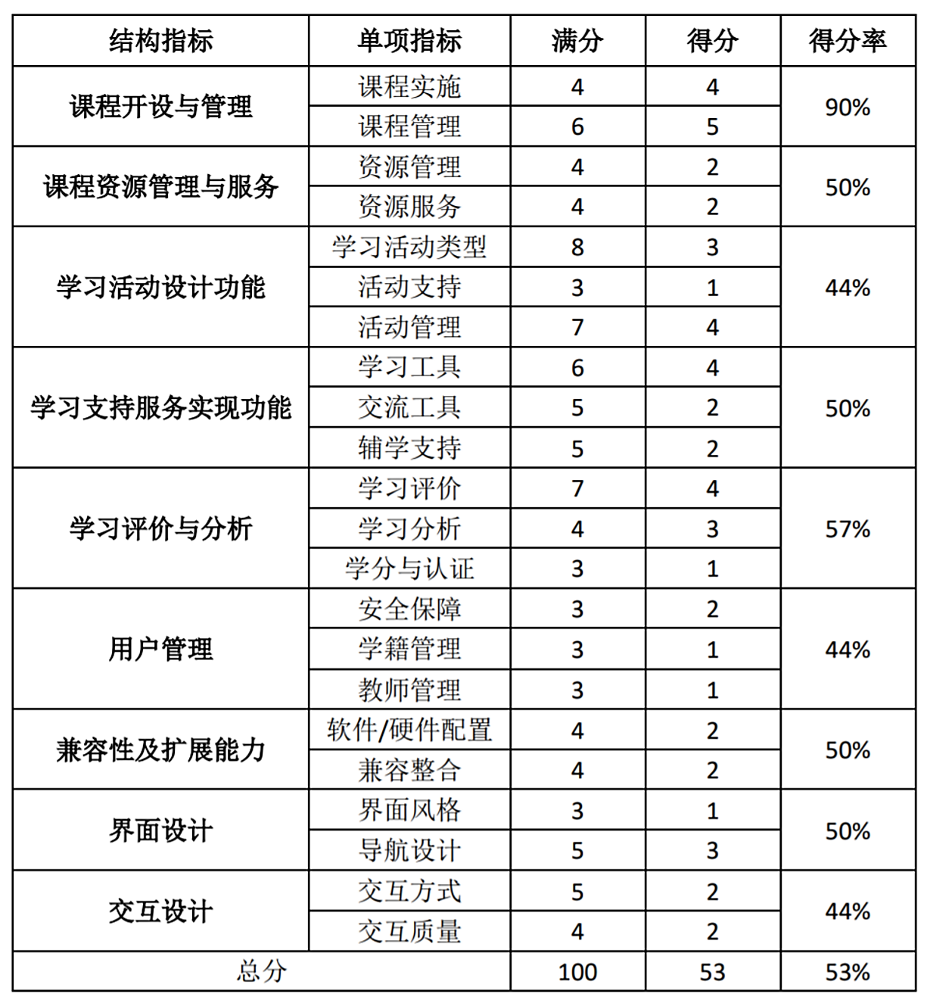 结构指标 单项指标 满分 得分 得分率
课程开设与管理 课程实施 4 4 90%
课程管理 6 5
课程资源管理与服务 资源管理 4 2 50%
资源服务 4 2
学习活动设计功能 学习活动类型 8 3 44%
活动支持 3 1
活动管理 7 4
学习支持服务实现功能 学习工具 6 4 50%
交流工具 5 2
辅学支持 5 2
学习评价与分析 学习评价 7 4 57%
学习分析 4 3
学分与认证 3 1
用户管理 安全保障 3 2 44%
学籍管理 3 1
教师管理 3 1
兼容性及扩展能力 软件/硬件配置 4 2 50%
兼容整合 4 2
界面设计 界面风格 3 1 50%
导航设计 5 3
交互设计 交互方式 5 2 44%
交互质量 4 2
总分 100 53 53%